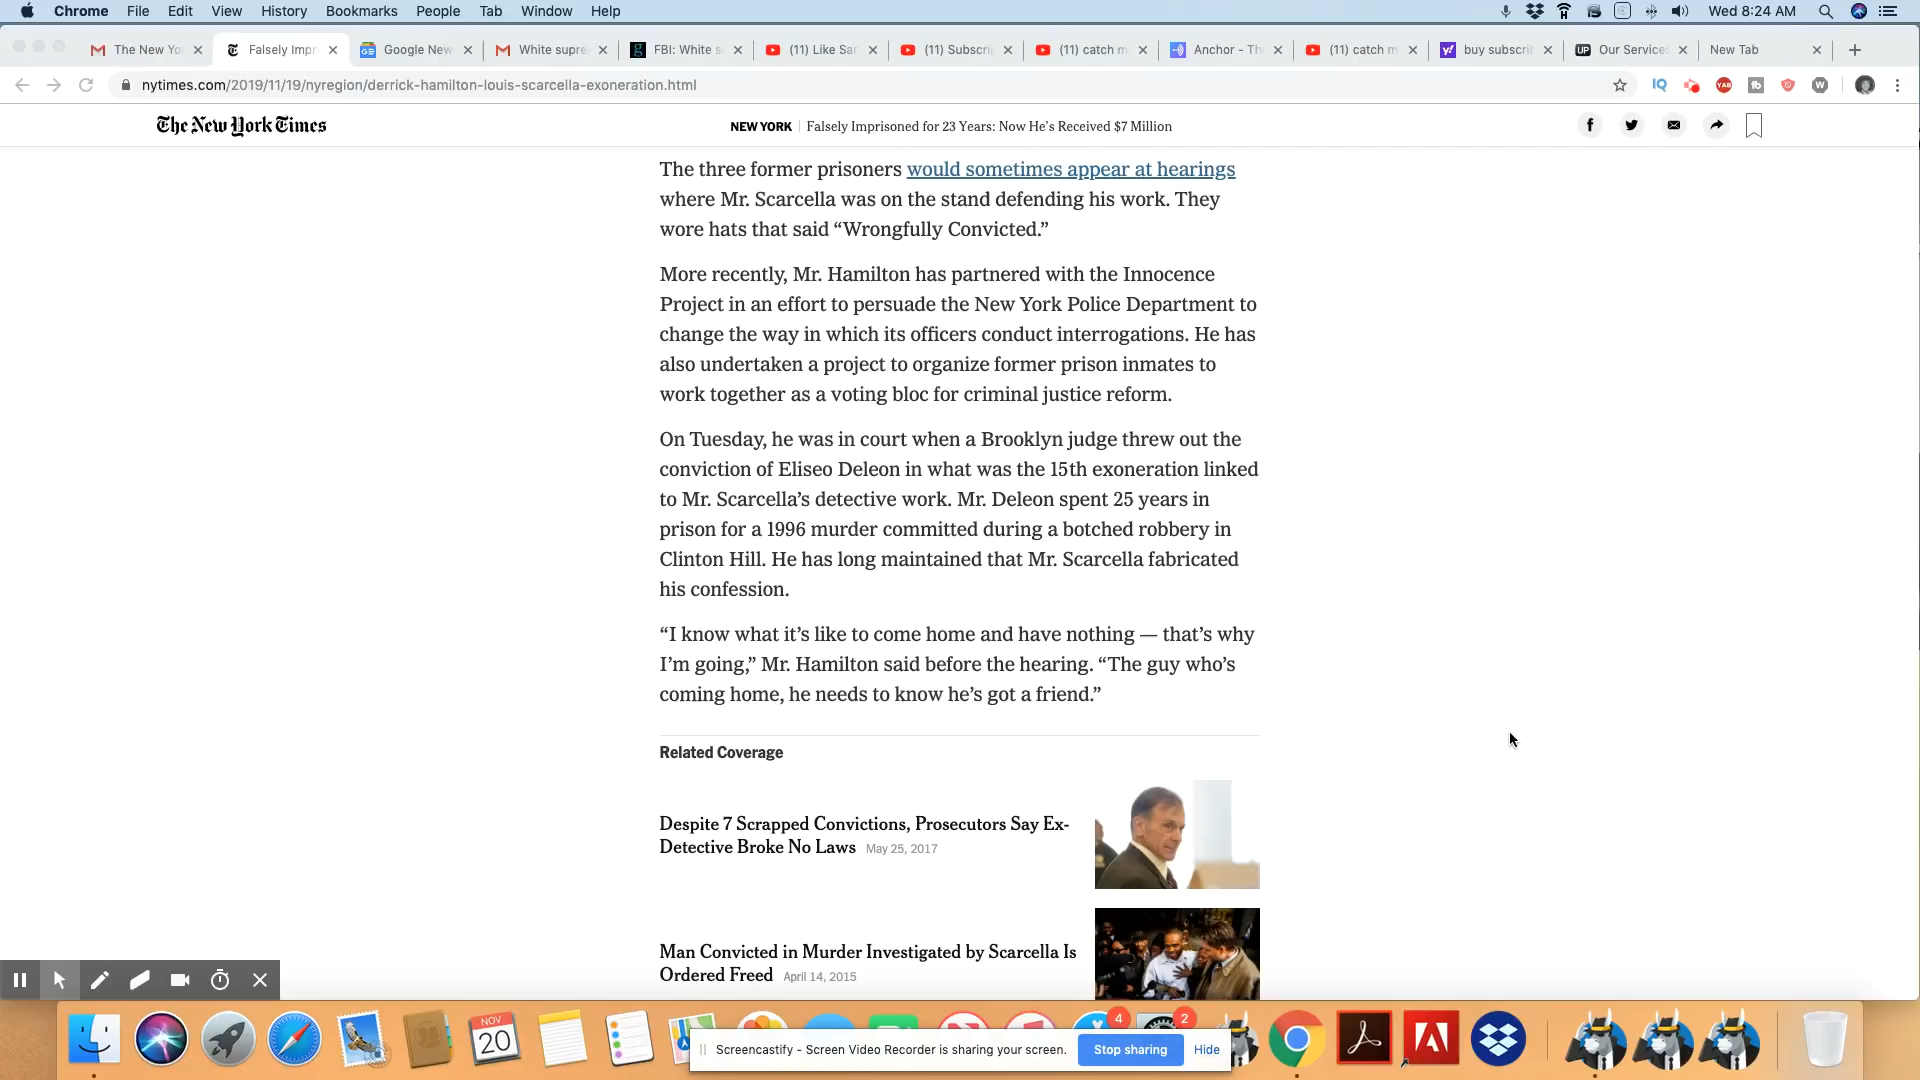 Chrome File Edit View History Bookmarks People Tab Window Help Wed 8:24 AM
The New Yo Falsely Impr Google New White supre FBI: White s (11) Like Sa (11) Subscri (11) catch m Anchor - Th (11) catch m buy subscri Our Services New Tab
nytimes.com/2019/11/19/nyregion/derrick-hamilton-louis-scarcella-exoneration.html
The New York Times NEW YORK Falsely Imprisoned for 23 Years: Now He's Received $7 Million
The three former prisoners would sometimes appear at hearings
where Mr. Scarcella was on the stand defending his work. They
wore hats that said “Wrongfully Convicted.”
More recently, Mr. Hamilton has partnered with the Innocence
Project in an effort to persuade the New York Police Department to
change the way in which its officers conduct interrogations. He has
also undertaken a project to organize former prison inmates to
work together as a voting bloc for criminal justice reform.
On Tuesday, he was in court when a Brooklyn judge threw out the
conviction of Eliseo Deleon in what was the 15th exoneration linked
to Mr. Scarcella’s detective work. Mr. Deleon spent 25 years in
prison for a 1996 murder committed during a botched robbery in
Clinton Hill. He has long maintained that Mr. Scarcella fabricated
his confession.
“I know what it’s like to come home and have nothing — that’s why
I’m going,” Mr. Hamilton said before the hearing. “The guy who’s
coming home, he needs to know he’s got a friend.”
Related Coverage
Despite 7 Scrapped Convictions, Prosecutors Say Ex-
Detective Broke No Laws May 25, 2017
Man Convicted in Murder Investigated by Scarcella Is
Ordered Freed April 14, 2015
NOV
20
4
2
Screencastify - Screen Video Recorder is sharing your screen. Stop sharing Hide